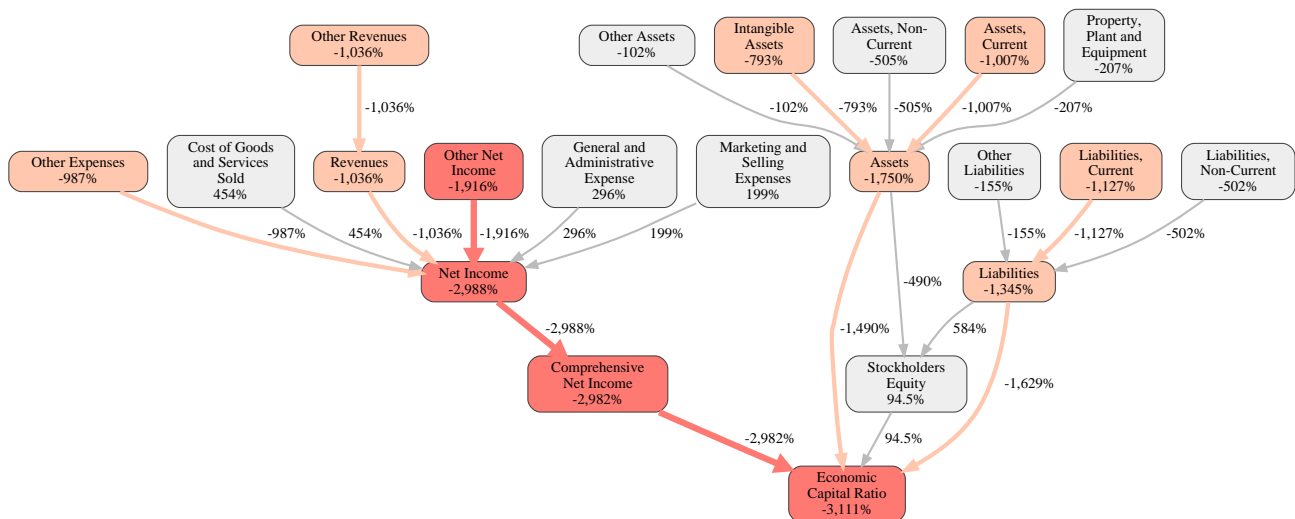 Other Revenues
-1,036%
Other Assets
-102%
Intangible
Assets
-793%
Assets, Non-
Current
-505%
Assets,
Current
-1,007%
Property,
Plant and
Equipment
-207%
-1,036%
-102%
-793%
-505%
-1,007%
-207%
Other Expenses
-987%
Cost of Goods
and Services
Sold
454%
Revenues
-1,036%
Other Net
Income
-1,916%
General and
Administrative
Expense
296%
Marketing and
Selling
Expenses
199%
Assets
-1,750%
Other
Liabilities
-155%
Liabilities,
Current
-1,127%
Liabilities,
Non-Current
-502%
-987%
454%
-1,036%
-1,916%
296%
199%
-155%
-1,127%
-502%
Net Income
-2,988%
-490%
Liabilities
-1,345%
-2,988%
-1,490%
584%
Comprehensive
Net Income
-2,982%
Stockholders
Equity
94.5%
-1,629%
-2,982%
94.5%
Economic
Capital Ratio
-3,111%